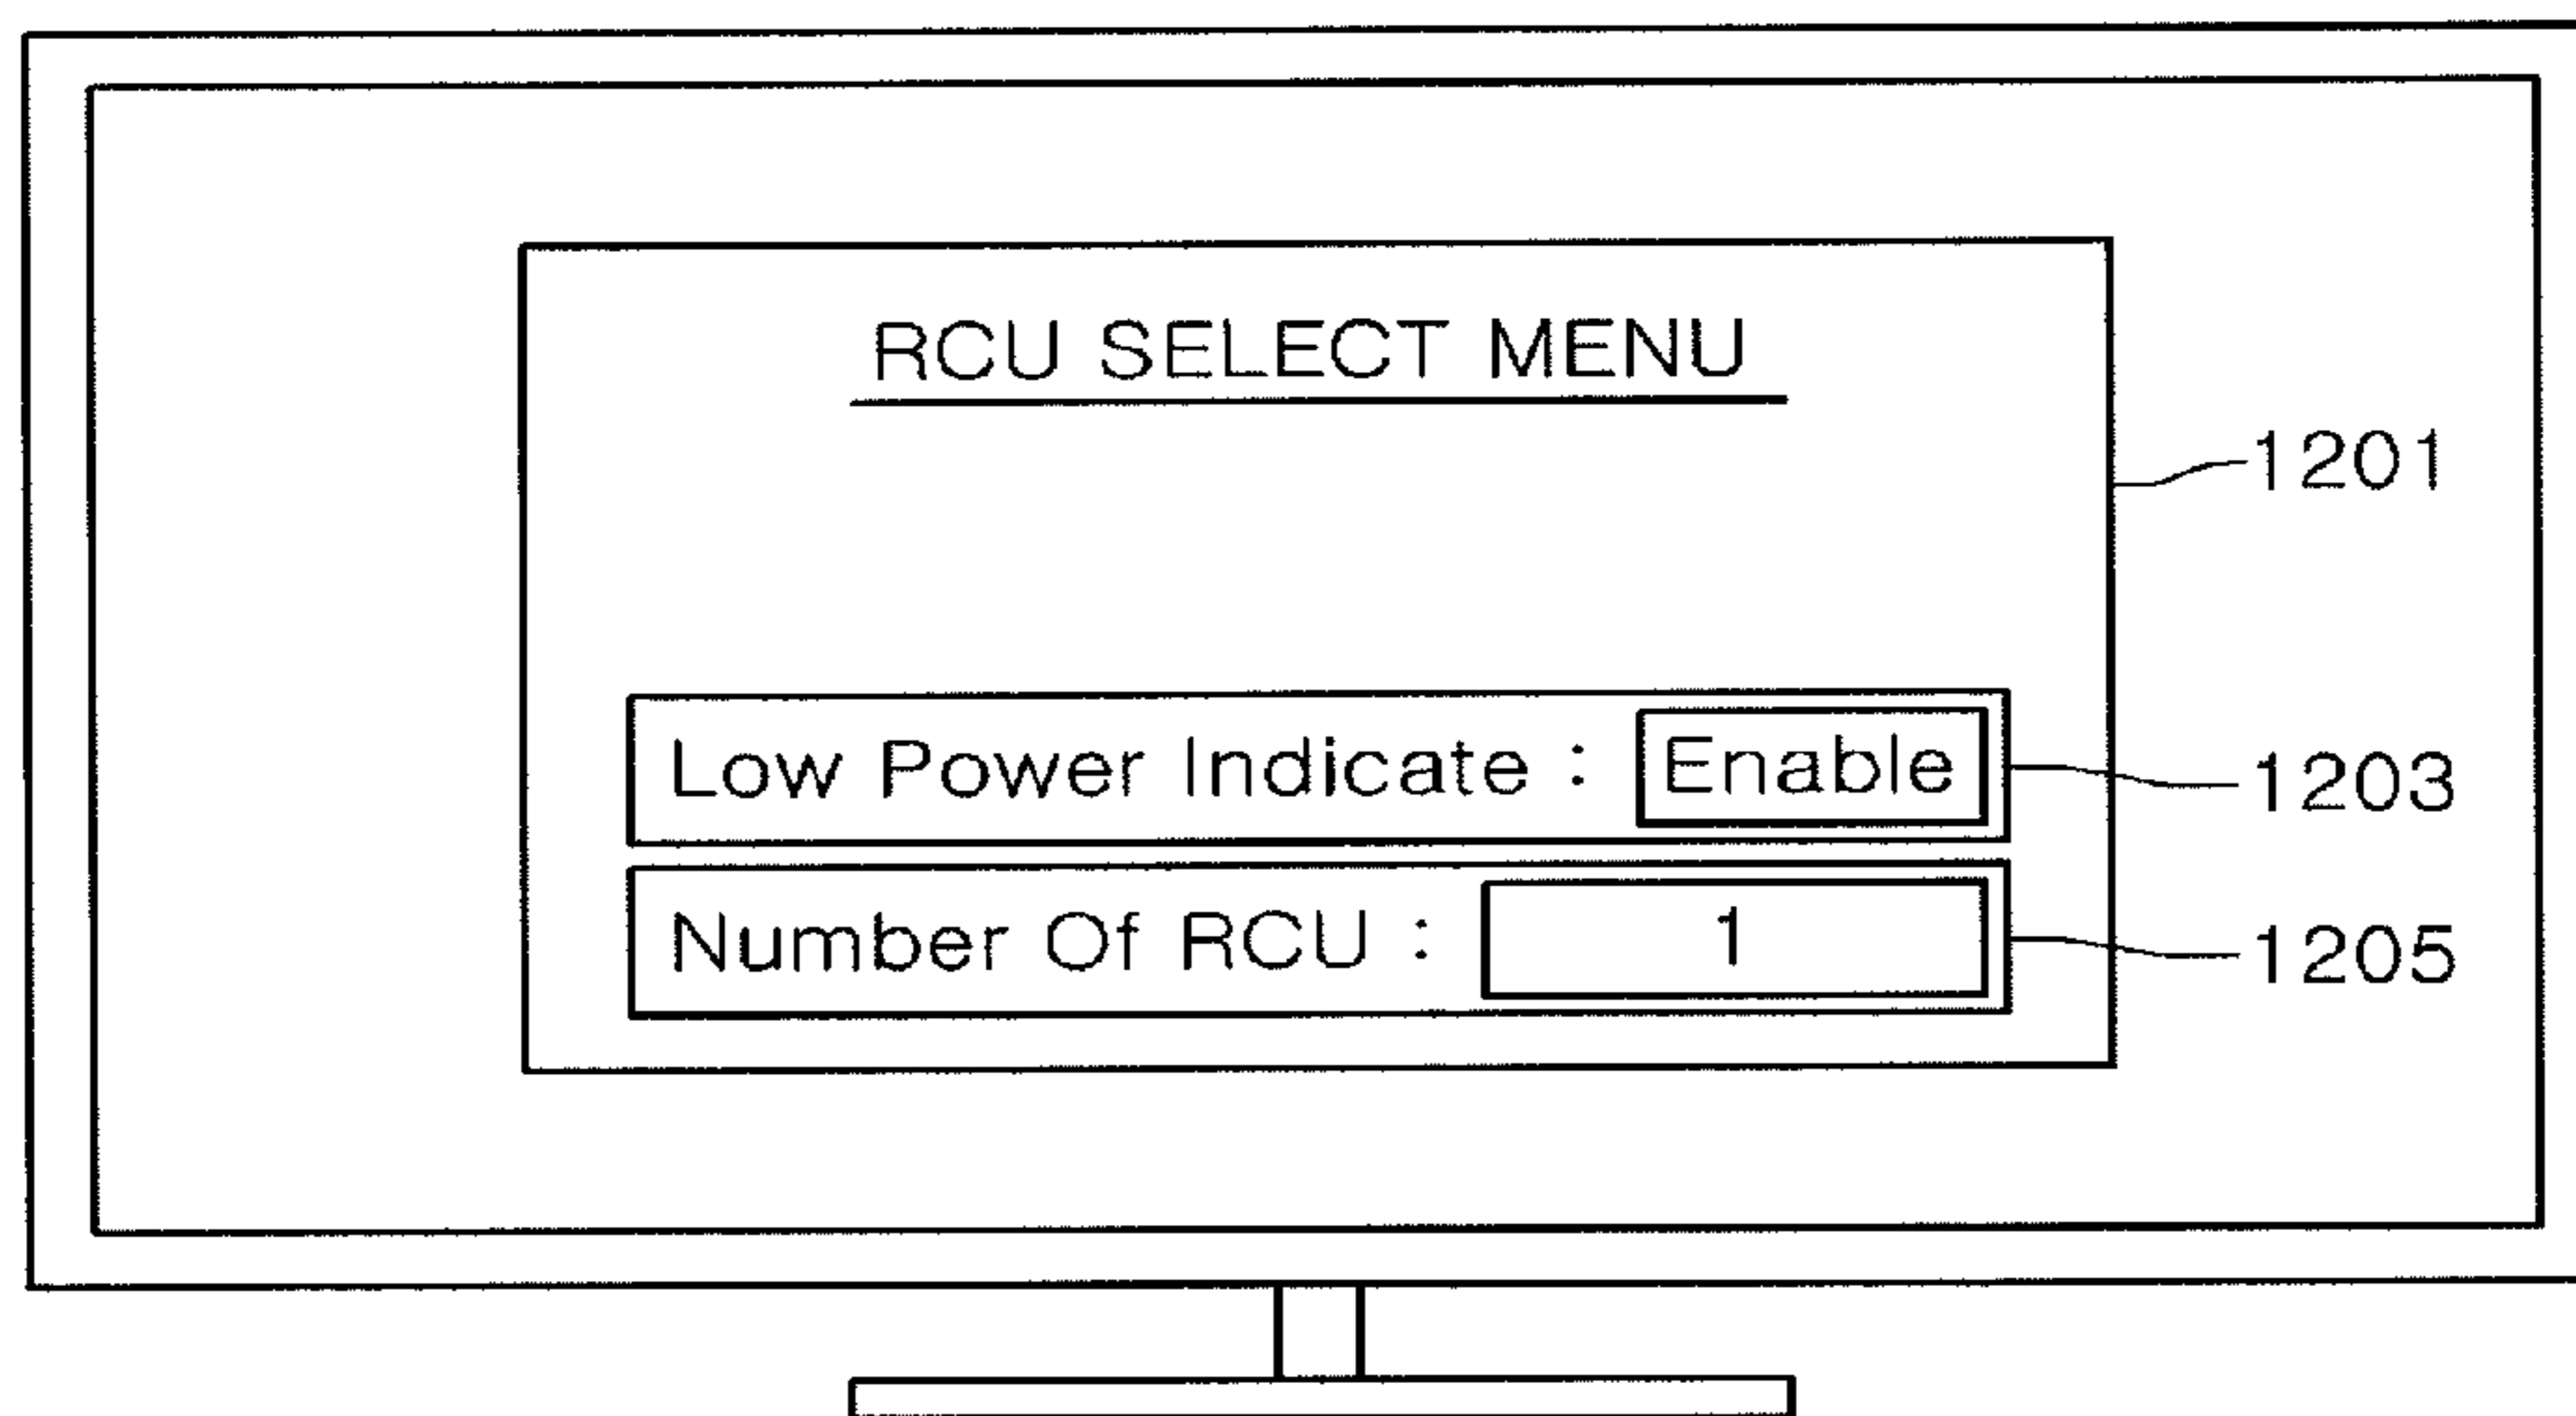 RCU SELECT MENU
1201
Low Power Indicate : Enable
1203
Number Of RCU : 1
1205